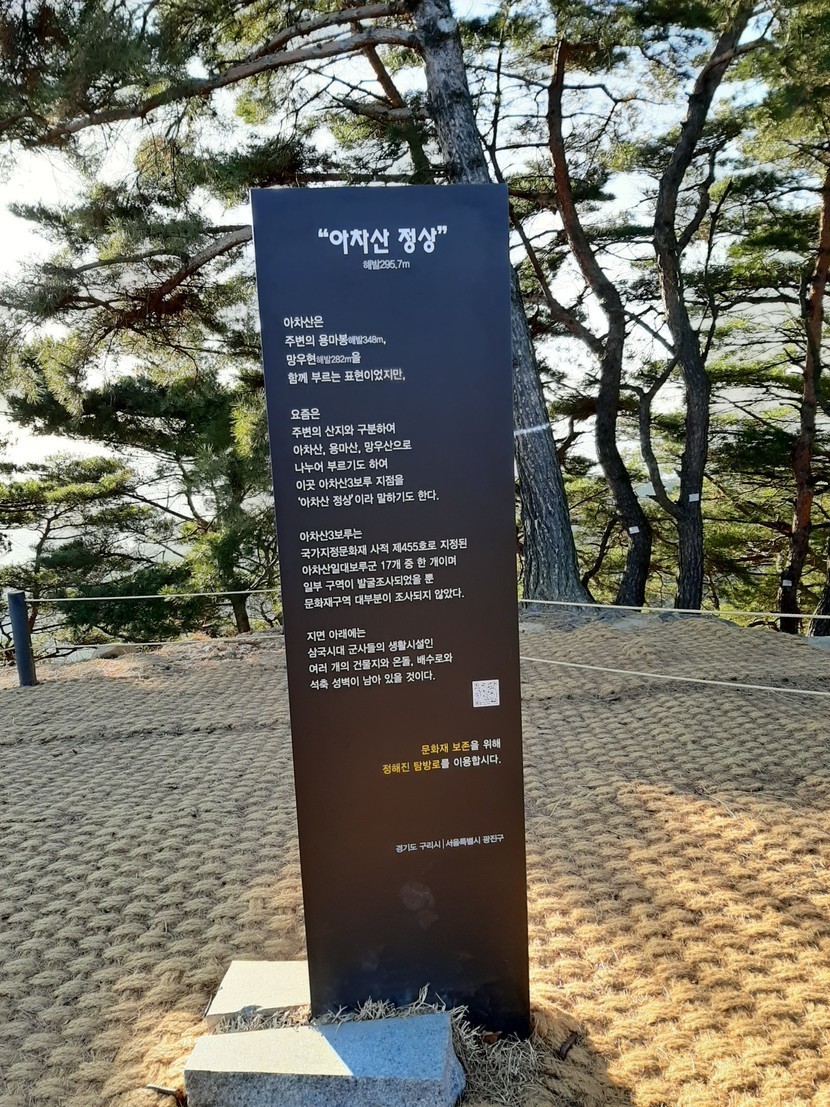 “아차산 정상”
해발295.7m
아차산은
주변의 용마봉해발348m,
망우현해발282m을
함께 부르는 표현이었지만,
요즘은
주변의 산지와 구분하여
아차산, 용마산, 망우산으로
나누어 부르기도 하여
이곳 아차산3보루 지점을
'아차산 정상'이라 말하기도 한다.
아차산3보루는
국가지정문화재 사적 제455호로 지정된
아차산일대보루군 17개 중 한 개이며
일부 구역이 발굴조사되었을 뿐
문화재구역 대부분이 조사되지 않았다.
지면 아래에는
삼국시대 군사들의 생활시설인
여러 개의 건물지와 온돌, 배수로와
석축 성벽이 남아 있을 것이다.
문화재 보존을 위해
정해진 탐방로를 이용합시다.
경기도 구리시 | 서울특별시 광진구